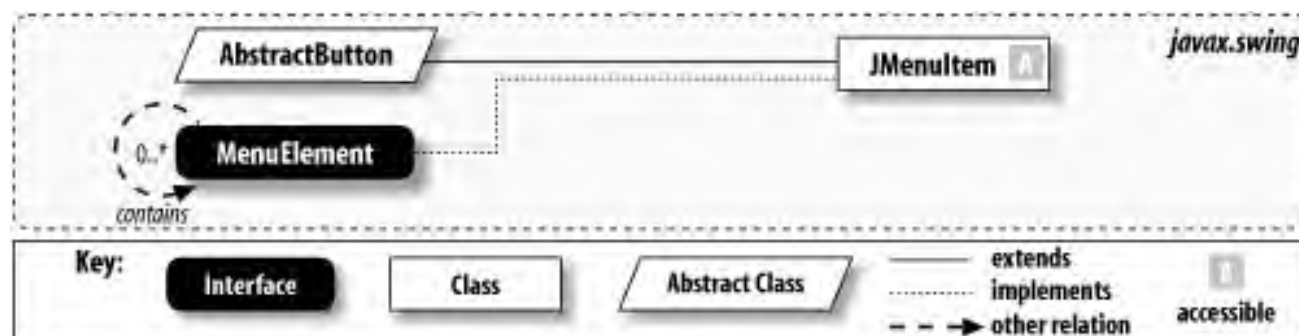 javax.swing
AbstractButton
JMenuItem A
0..*
MenuElement
contains
Key:
Interface
Class
Abstract Class
extends
implements
other relation
accessible